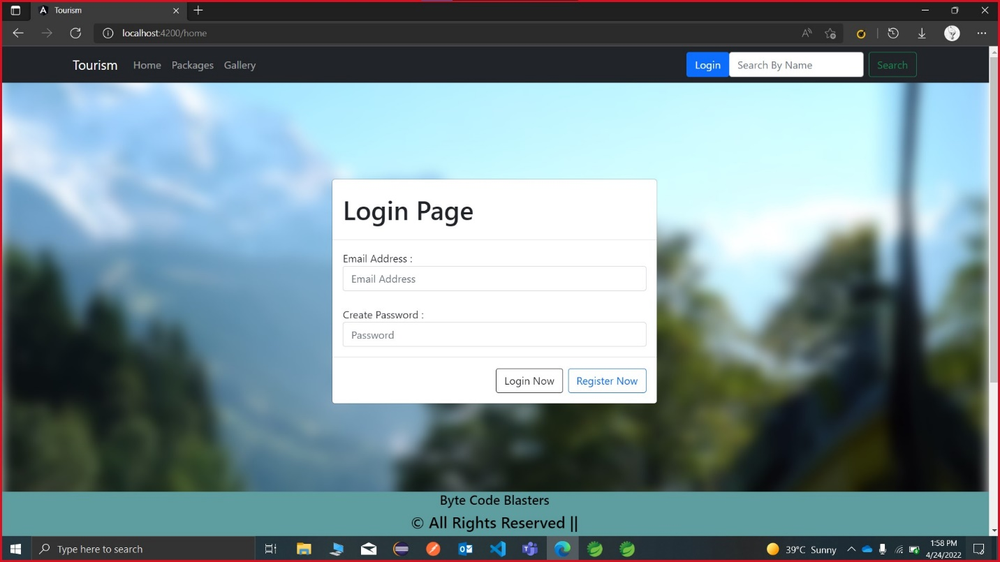 Tourism
localhost:4200/home
Tourism Home Packages Gallery Login Search By Name Search
Login Page
Email Address :
Email Address
Create Password :
Password
Login Now Register Now
Byte Code Blasters
© All Rights Reserved ||
Type here to search 39°C Sunny 1:58 PM
4/24/2022